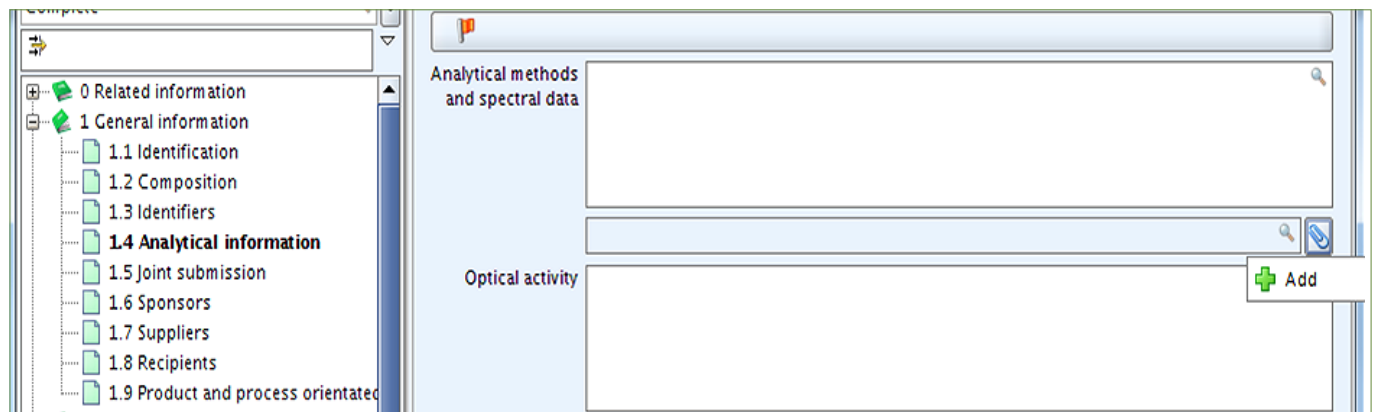 Complete
0 Related information
1 General information
1.1 Identification
1.2 Composition
1.3 Identifiers
1.4 Analytical information
1.5 Joint submission
1.6 Sponsors
1.7 Suppliers
1.8 Recipients
1.9 Product and process orientated
Analytical methods
and spectral data
Optical activity
Add